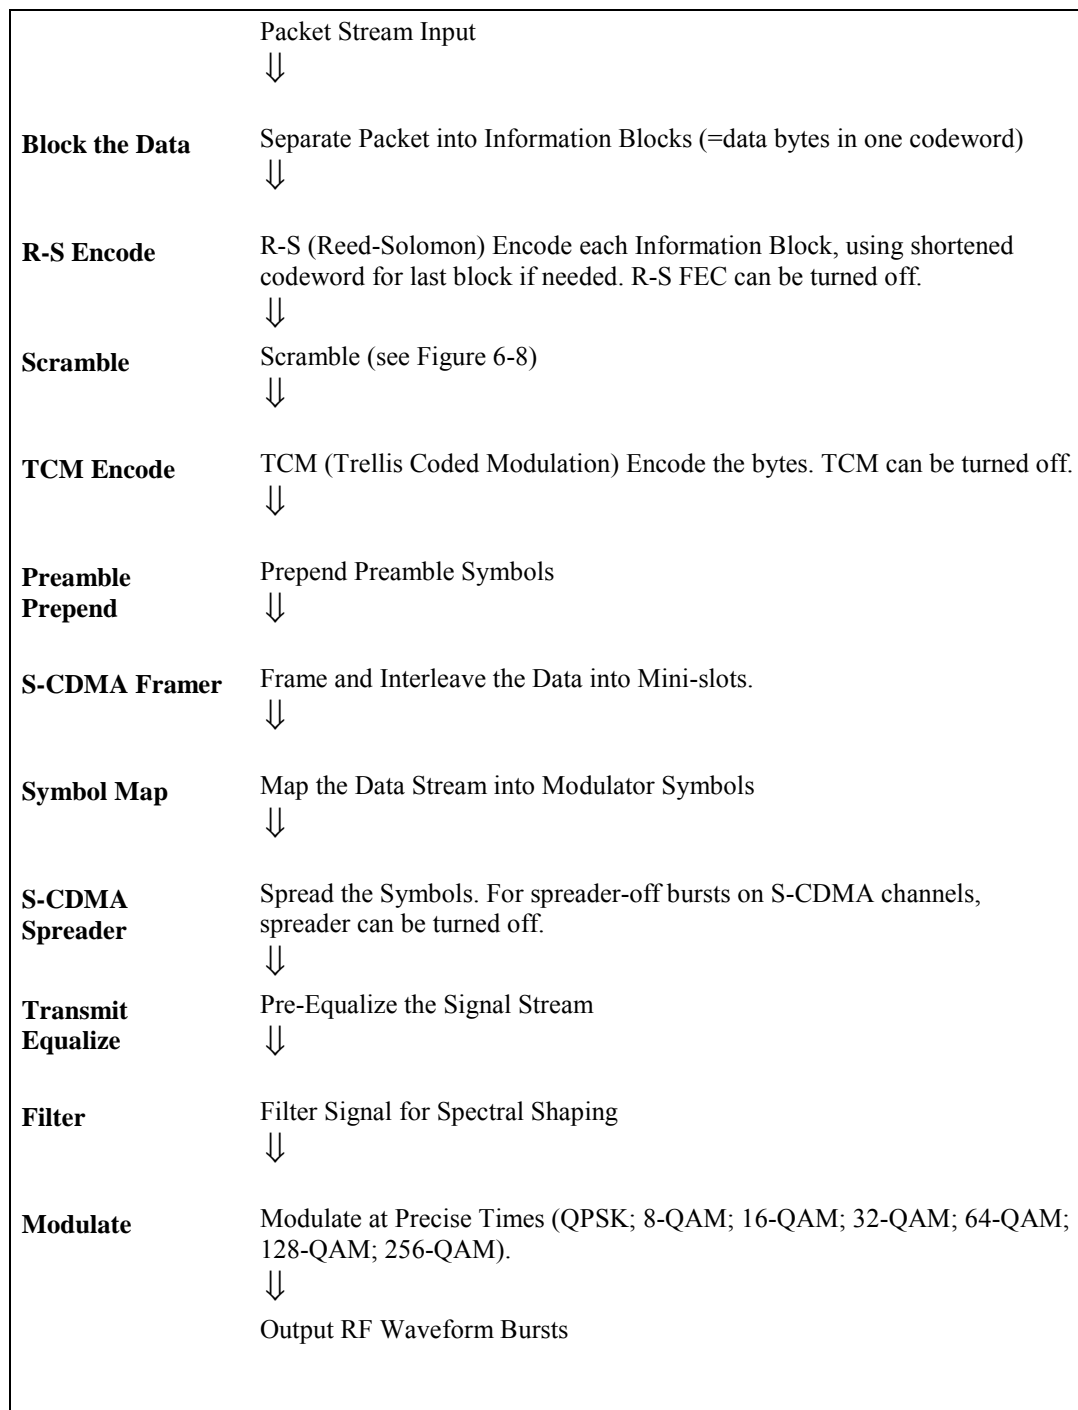 Packet Stream Input
⇓
Block the Data
Separate Packet into Information Blocks (=data bytes in one codeword)
⇓
R-S Encode
R-S (Reed-Solomon) Encode each Information Block, using shortened
codeword for last block if needed. R-S FEC can be turned off.
⇓
Scramble
Scramble (see Figure 6-8)
⇓
TCM Encode
TCM (Trellis Coded Modulation) Encode the bytes. TCM can be turned off.
⇓
Preamble
Prepend
Prepend Preamble Symbols
⇓
S-CDMA Framer
Frame and Interleave the Data into Mini-slots.
⇓
Symbol Map
Map the Data Stream into Modulator Symbols
⇓
S-CDMA
Spreader
Spread the Symbols. For spreader-off bursts on S-CDMA channels,
spreader can be turned off.
⇓
Transmit
Equalize
Pre-Equalize the Signal Stream
⇓
Filter
Filter Signal for Spectral Shaping
⇓
Modulate
Modulate at Precise Times (QPSK; 8-QAM; 16-QAM; 32-QAM; 64-QAM;
128-QAM; 256-QAM).
⇓
Output RF Waveform Bursts